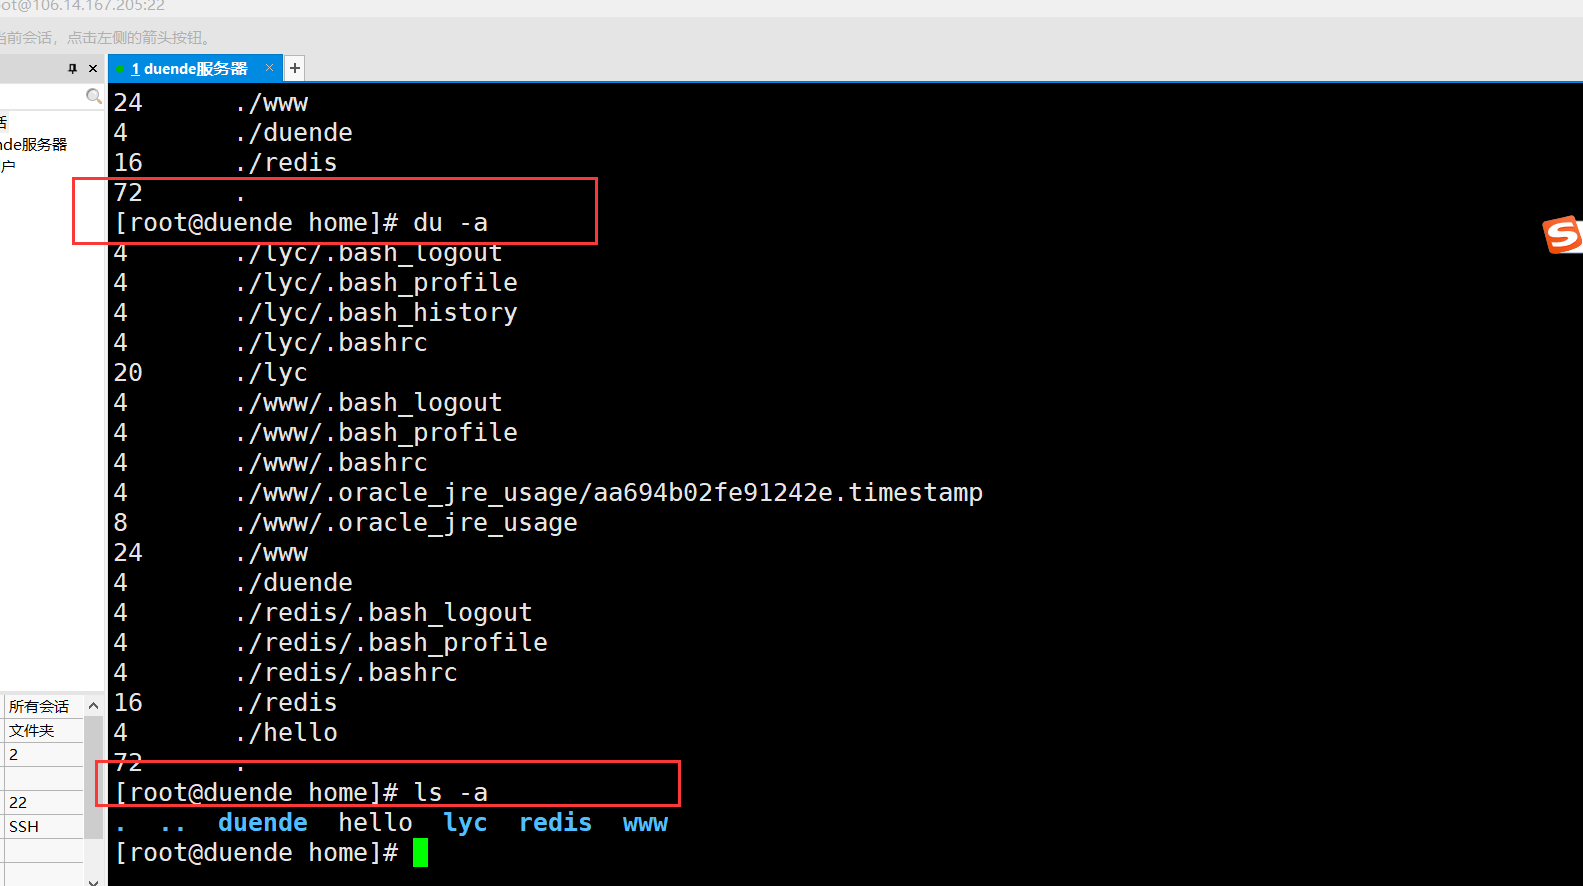 ot@106.14.167.205:22
当前会话，点击左侧的箭头按钮。
1 duende服务器 × +
24 ./www
4 ./duende
16 ./redis
72 .
[root@duende home]# du -a
4 ./lyc/.bash_logout
4 ./lyc/.bash_profile
4 ./lyc/.bash_history
4 ./lyc/.bashrc
20 ./lyc
4 ./www/.bash_logout
4 ./www/.bash_profile
4 ./www/.bashrc
4 ./www/.oracle_jre_usage/aa694b02fe91242e.timestamp
8 ./www/.oracle_jre_usage
24 ./www
4 ./duende
4 ./redis/.bash_logout
4 ./redis/.bash_profile
4 ./redis/.bashrc
16 ./redis
4 ./hello
72 .
[root@duende home]# ls -a
. .. duende hello lyc redis www
[root@duende home]#
话
nde服务器
户
所有会话
文件夹
2
22
SSH
S